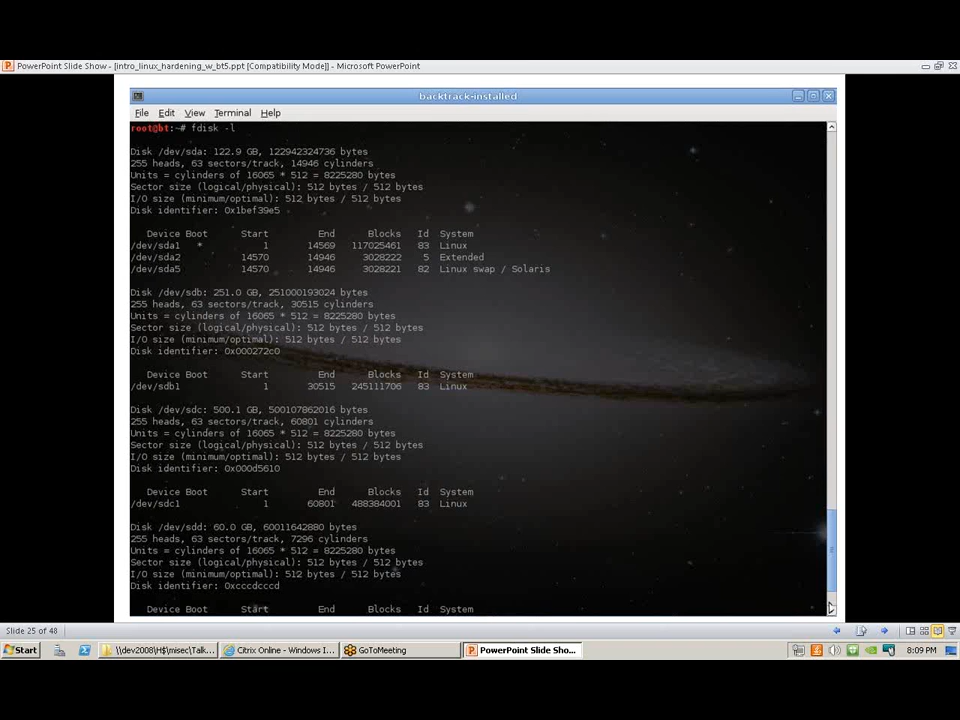 PowerPoint Slide Show - [intro_linux_hardening_w_bt5.ppt [Compatibility Mode]] - Microsoft PowerPoint
backtrack-installed
File Edit View Terminal Help
root@bt:~# fdisk -l
Disk /dev/sda: 122.9 GB, 122942324736 bytes
255 heads, 63 sectors/track, 14946 cylinders
Units = cylinders of 16065 * 512 = 8225280 bytes
Sector size (logical/physical): 512 bytes / 512 bytes
I/O size (minimum/optimal): 512 bytes / 512 bytes
Disk identifier: 0x1bef39e5
Device Boot Start End Blocks Id System
/dev/sda1 * 1 14569 117025461 83 Linux
/dev/sda2 14570 14946 3028222 5 Extended
/dev/sda5 14570 14946 3028221 82 Linux swap / Solaris
Disk /dev/sdb: 251.0 GB, 251000193024 bytes
255 heads, 63 sectors/track, 30515 cylinders
Units = cylinders of 16065 * 512 = 8225280 bytes
Sector size (logical/physical): 512 bytes / 512 bytes
I/O size (minimum/optimal): 512 bytes / 512 bytes
Disk identifier: 0x000272c0
Device Boot Start End Blocks Id System
/dev/sdb1 1 30515 245111706 83 Linux
Disk /dev/sdc: 500.1 GB, 500107862016 bytes
255 heads, 63 sectors/track, 60801 cylinders
Units = cylinders of 16065 * 512 = 8225280 bytes
Sector size (logical/physical): 512 bytes / 512 bytes
I/O size (minimum/optimal): 512 bytes / 512 bytes
Disk identifier: 0x000d5610
Device Boot Start End Blocks Id System
/dev/sdc1 1 60801 488384001 83 Linux
Disk /dev/sdd: 60.0 GB, 60011642880 bytes
255 heads, 63 sectors/track, 7296 cylinders
Units = cylinders of 16065 * 512 = 8225280 bytes
Sector size (logical/physical): 512 bytes / 512 bytes
I/O size (minimum/optimal): 512 bytes / 512 bytes
Disk identifier: 0xcccdcccd
Device Boot Start End Blocks Id System
Slide 25 of 48
Start \\dev2008\H$\misec\Talk... Citrix Online - Windows I... GoToMeeting PowerPoint Slide Sho... 8:09 PM